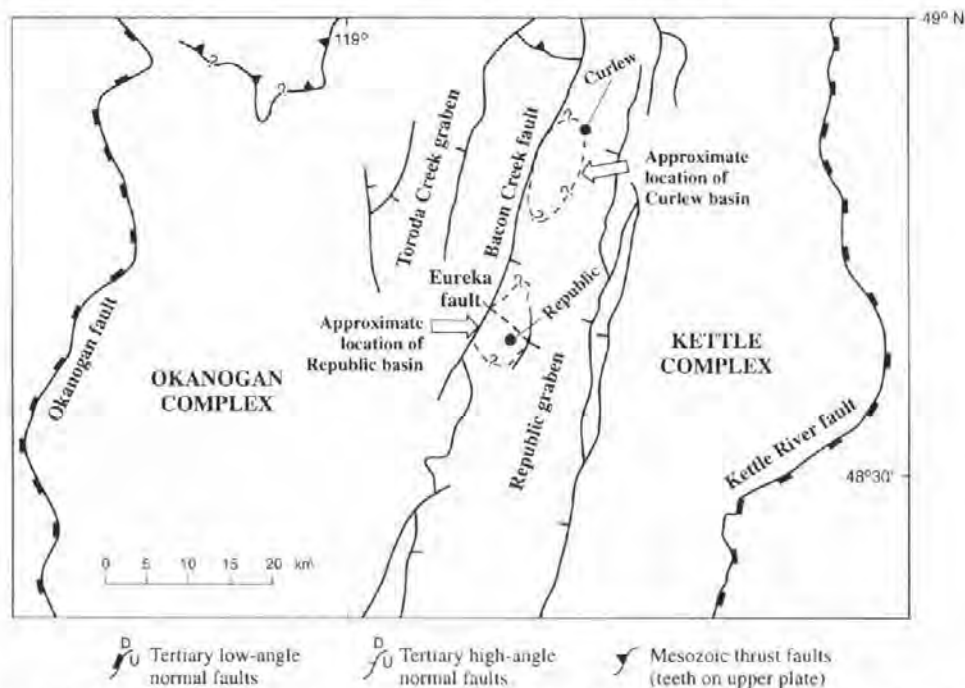 49° N
119°
Curlew
Toroda Creek graben
Bacon Creek fault
Approximate
location of
Curlew basin
Eureka
fault
Republic
Approximate
location of
Republic basin
Okanogan fault
OKANOGAN
COMPLEX
KETTLE
COMPLEX
Republic graben
Kettle River fault
48°30'
0 5 10 15 20 km
?
?
?
?
?
?
?
D
U
Tertiary low-angle
normal faults
D
U
Tertiary high-angle
normal faults
Mesozoic thrust faults
(teeth on upper plate)